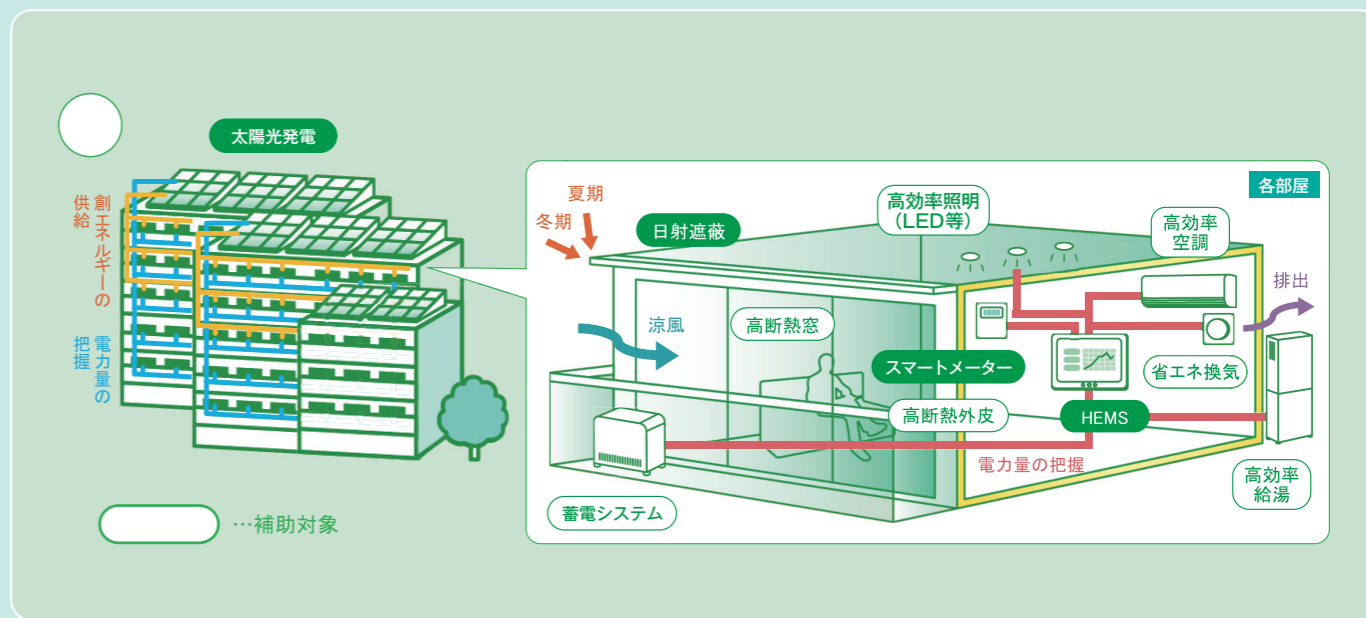 太陽光発電
創エネルギーの
供給
電力量の
把握
…補助対象
各部屋
夏期
冬期
日射遮蔽
高効率照明
(LED等)
高効率
空調
排出
涼風
高断熱窓
スマートメーター
省エネ換気
高断熱外皮
HEMS
電力量の把握
高効率
給湯
蓄電システム